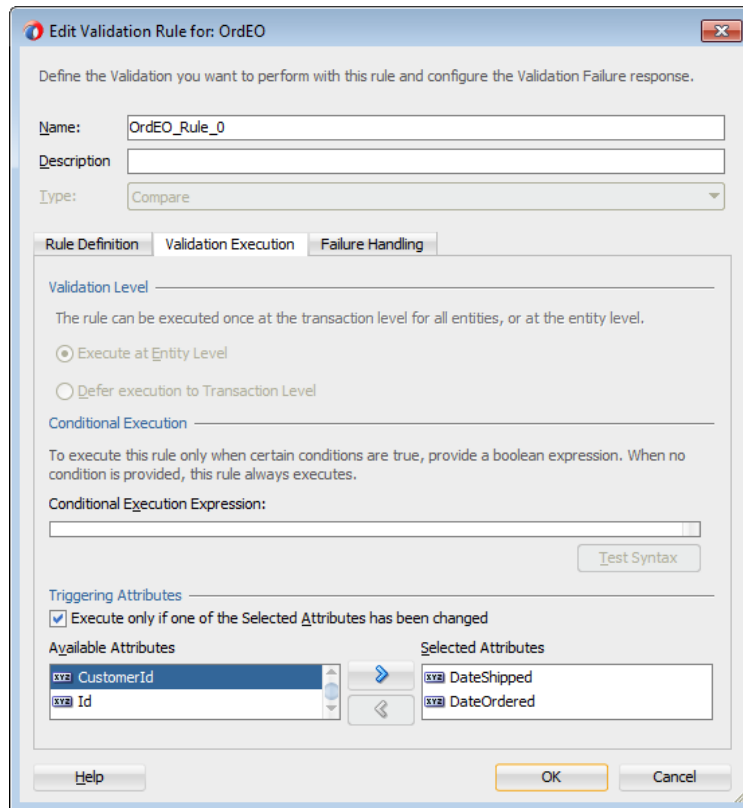 Edit Validation Rule for: OrdEO
Define the Validation you want to perform with this rule and configure the Validation Failure response.
Name: OrdEO_Rule_0
Description
Type: Compare
Rule Definition Validation Execution Failure Handling
Validation Level
The rule can be executed once at the transaction level for all entities, or at the entity level.
Execute at Entity Level
Defer execution to Transaction Level
Conditional Execution
To execute this rule only when certain conditions are true, provide a boolean expression. When no
condition is provided, this rule always executes.
Conditional Execution Expression:
Test Syntax
Triggering Attributes
Execute only if one of the Selected Attributes has been changed
Available Attributes Selected Attributes
XYZ CustomerId XYZ DateShipped
XYZ Id XYZ DateOrdered
Help OK Cancel